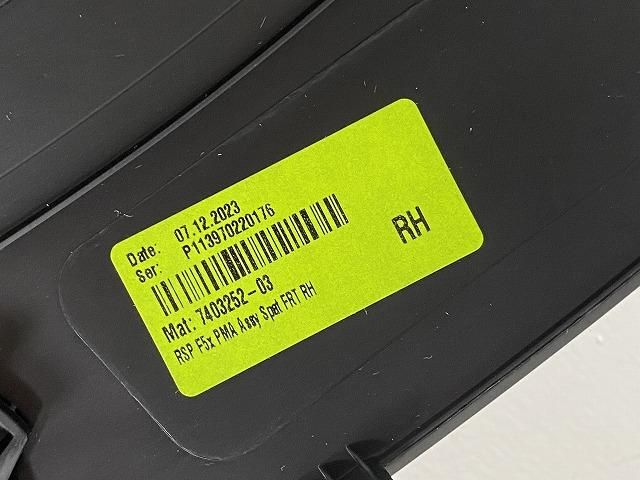 Date: 07.12.2023
Ser: P113970220176
Mat: 7403252-03
RSP F5x PMA Assy Spat FRT RH
RH